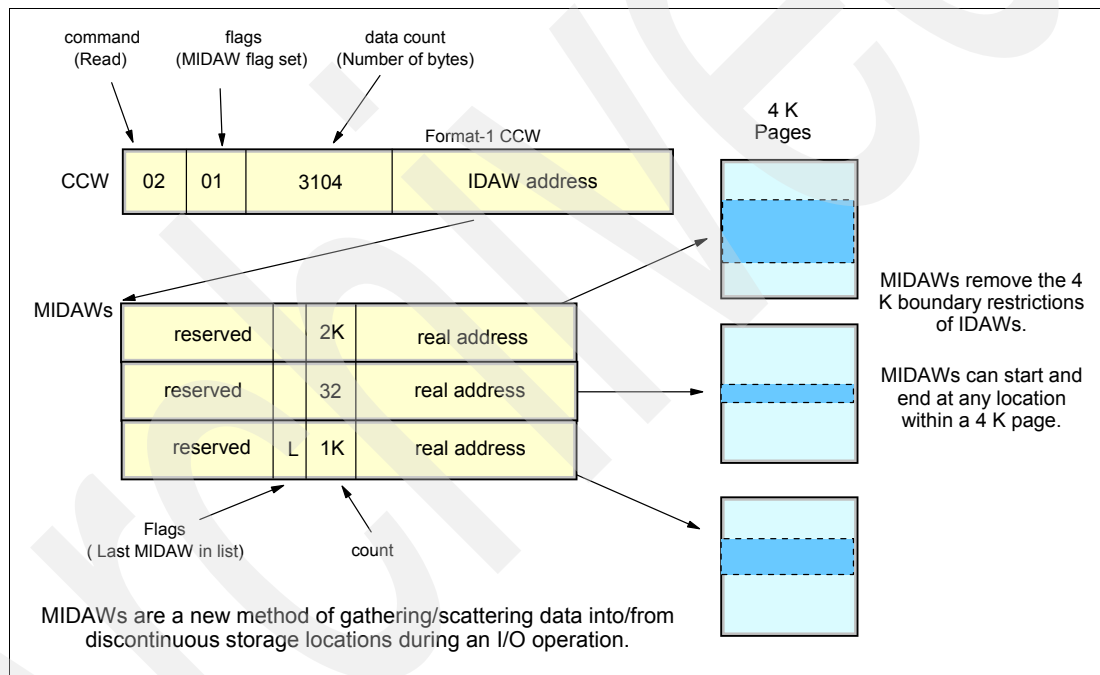 command
(Read)
flags
(MIDAW flag set)
data count
(Number of bytes)
Format-1 CCW
4 K
Pages
CCW 02 01 3104 IDAW address
MIDAWs
reserved 2K real address
reserved 32 real address
reserved L 1K real address
Flags
( Last MIDAW in list)
count
MIDAWs remove the 4
K boundary restrictions
of IDAWs.
MIDAWs can start and
end at any location
within a 4 K page.
MIDAWs are a new method of gathering/scattering data into/from
discontinuous storage locations during an I/O operation.